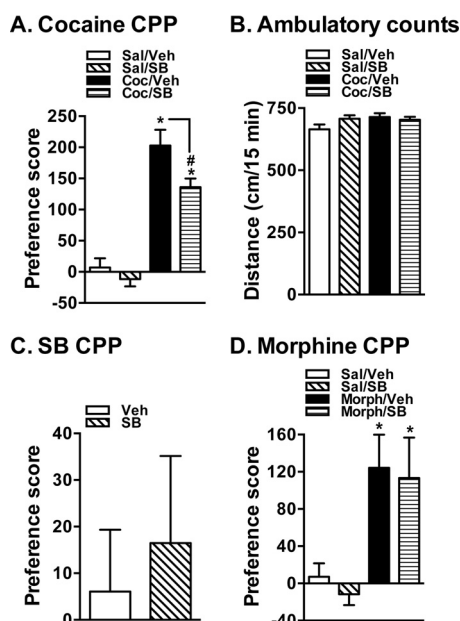 A. Cocaine CPP
Sal/Veh
Sal/SB
Coc/Veh
Coc/SB
250
200
150
100
50
0
-50
Preference score
*
#
*
B. Ambulatory counts
Sal/Veh
Sal/SB
Coc/Veh
Coc/SB
750
500
250
0
Distance (cm/15 min)
C. SB CPP
Veh
SB
40
30
20
10
0
Preference score
D. Morphine CPP
Sal/Veh
Sal/SB
Morph/Veh
Morph/SB
160
120
80
40
0
-40
Preference score
*
*